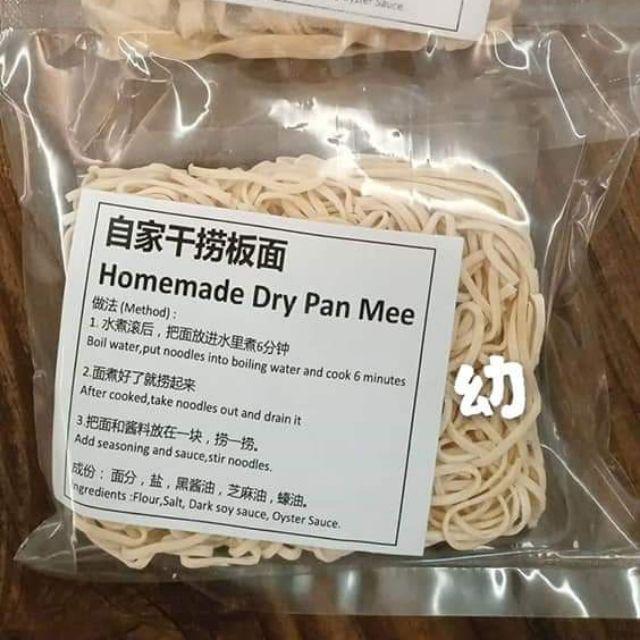 Oyster Sauce
自家干捞板面
Homemade Dry Pan Mee
做法 (Method) :
1. 水煮滚后，把面放进水里煮6分钟
Boil water,put noodles into boiling water and cook 6 minutes
2.面煮好了就捞起来
After cooked,take noodles out and drain it
3.把面和酱料放在一块，捞一捞。
Add seasoning and sauce,stir noodles.
成份： 面分，盐，黑酱油，芝麻油，蠔油。
Ingredients :Flour,Salt, Dark soy sauce, Oyster Sauce.
幼